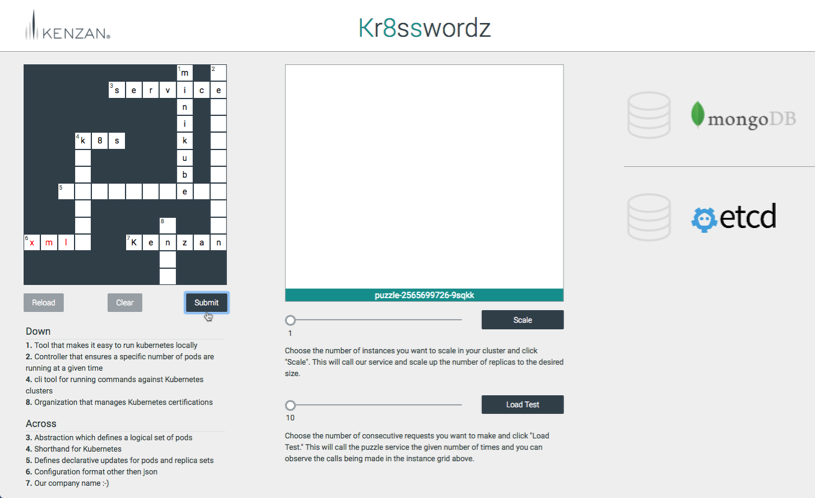 KENZAN®
Kr8sswordz
1 m 2
3 s e r v i c e
n
i
4 k 8 s k
u
b
5 e
8
6 x m l 7 K e n z a n
Reload Clear Submit
Down
1. Tool that makes it easy to run kubernetes locally
2. Controller that ensures a specific number of pods are
running at a given time
4. cli tool for running commands against Kubernetes
clusters
8. Organization that manages Kubernetes certifications
Across
3. Abstraction which defines a logical set of pods
4. Shorthand for Kubernetes
5. Defines declarative updates for pods and replica sets
6. Configuration format other then json
7. Our company name :-)
puzzle-2565699726-9sqkk
1
Scale
Choose the number of instances you want to scale in your cluster and click
"Scale". This will call our service and scale up the number of replicas to the desired
size.
10
Load Test
Choose the number of consecutive requests you want to make and click "Load
Test." This will call the puzzle service the given number of times and you can
observe the calls being made in the instance grid above.
mongoDB
etcd